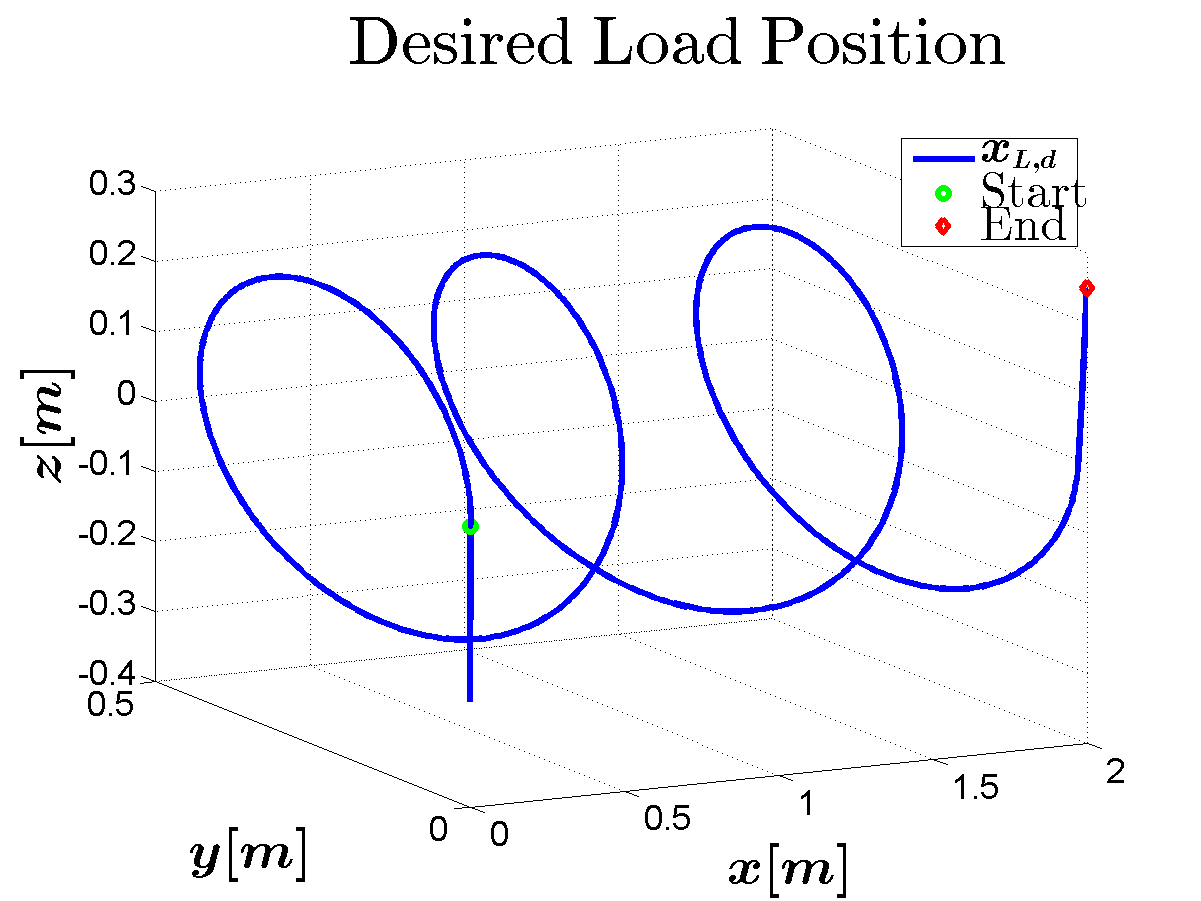 Desired Load Position
x_{L,d}
Start
End
0.3
0.2
0.1
0
-0.1
-0.2
-0.3
-0.4
z[m]
0.5
0
y[m]
0
0.5
1
1.5
2
x[m]